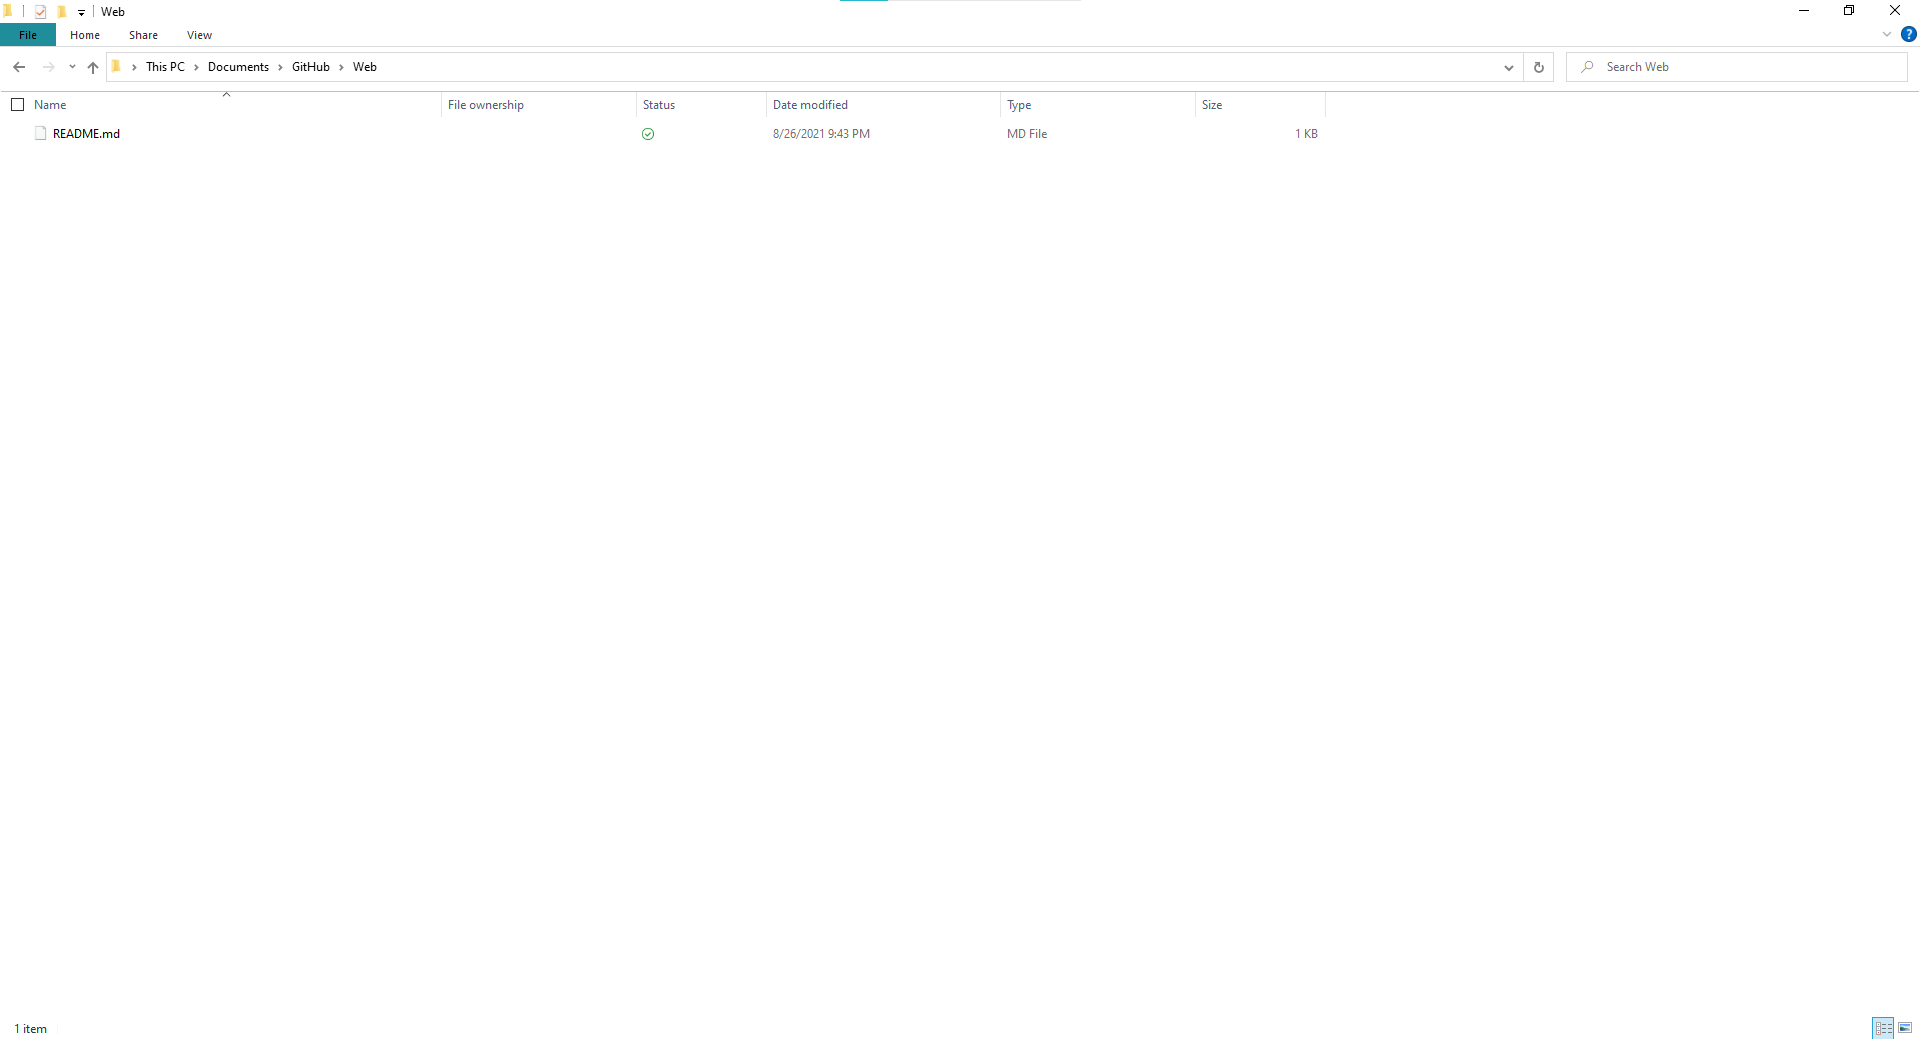 Web
File Home Share View
?
This PC Documents GitHub Web Search Web
Name File ownership Status Date modified Type Size
README.md 8/26/2021 9:43 PM MD File 1 KB
1 item